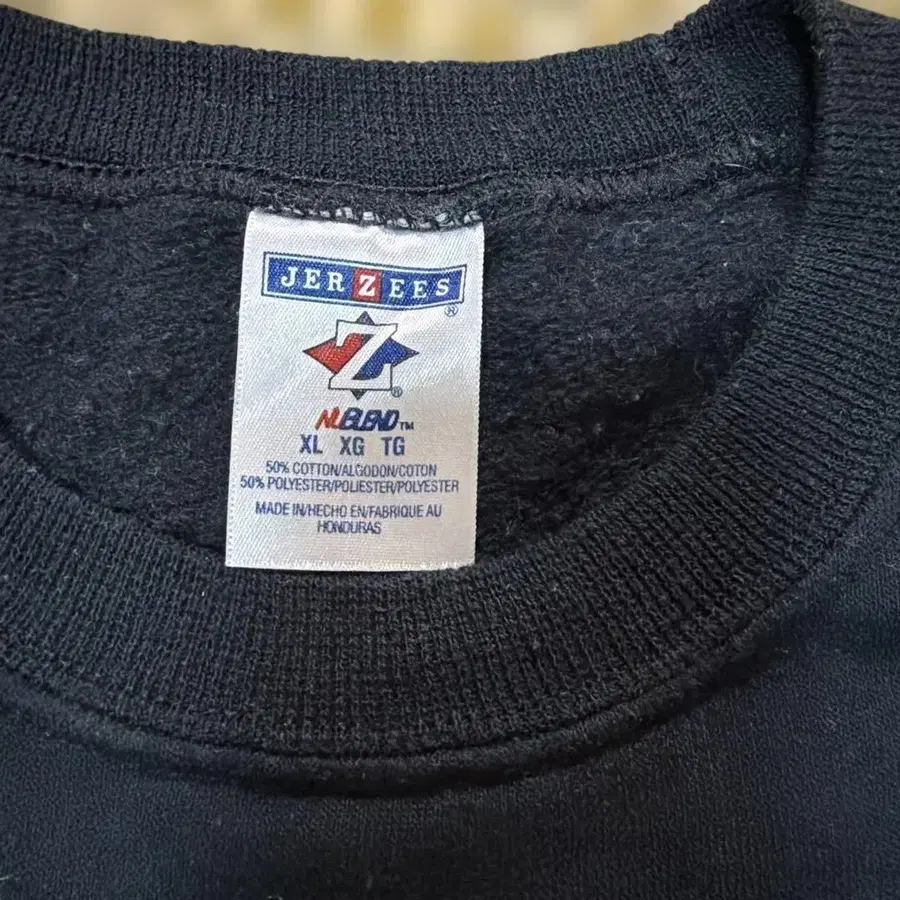 JERZEES ®
Z ®
NUBLEND™
XL XG TG
50% COTTON/ALGODON/COTON
50% POLYESTER/POLIESTER/POLYESTER
MADE IN/HECHO EN/FABRIQUE AU
HONDURAS